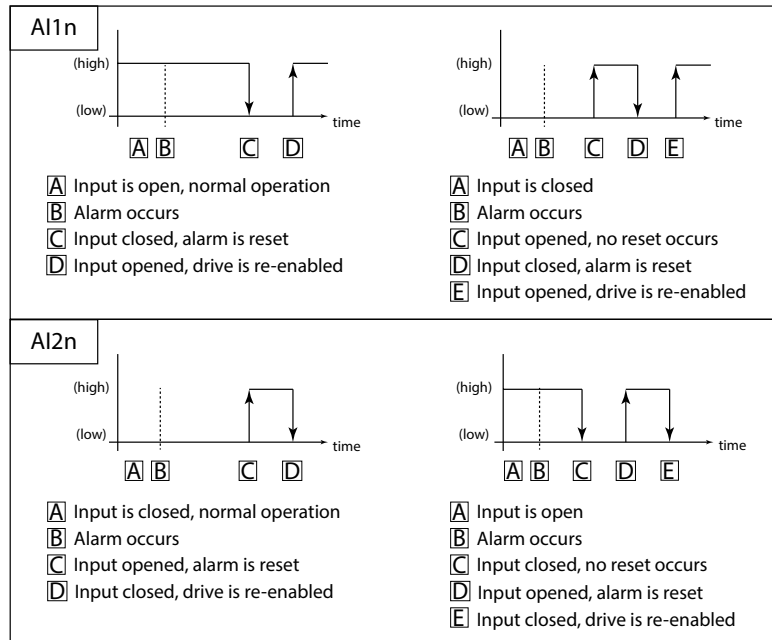 AI1n
(high)
(low)
time
A B C D
A Input is open, normal operation
B Alarm occurs
C Input closed, alarm is reset
D Input opened, drive is re-enabled
(high)
(low)
time
A B C D E
A Input is closed
B Alarm occurs
C Input opened, no reset occurs
D Input closed, alarm is reset
E Input opened, drive is re-enabled
AI2n
(high)
(low)
time
A B C D
A Input is closed, normal operation
B Alarm occurs
C Input opened, alarm is reset
D Input closed, drive is re-enabled
(high)
(low)
time
A B C D E
A Input is open
B Alarm occurs
C Input closed, no reset occurs
D Input opened, alarm is reset
E Input closed, drive is re-enabled